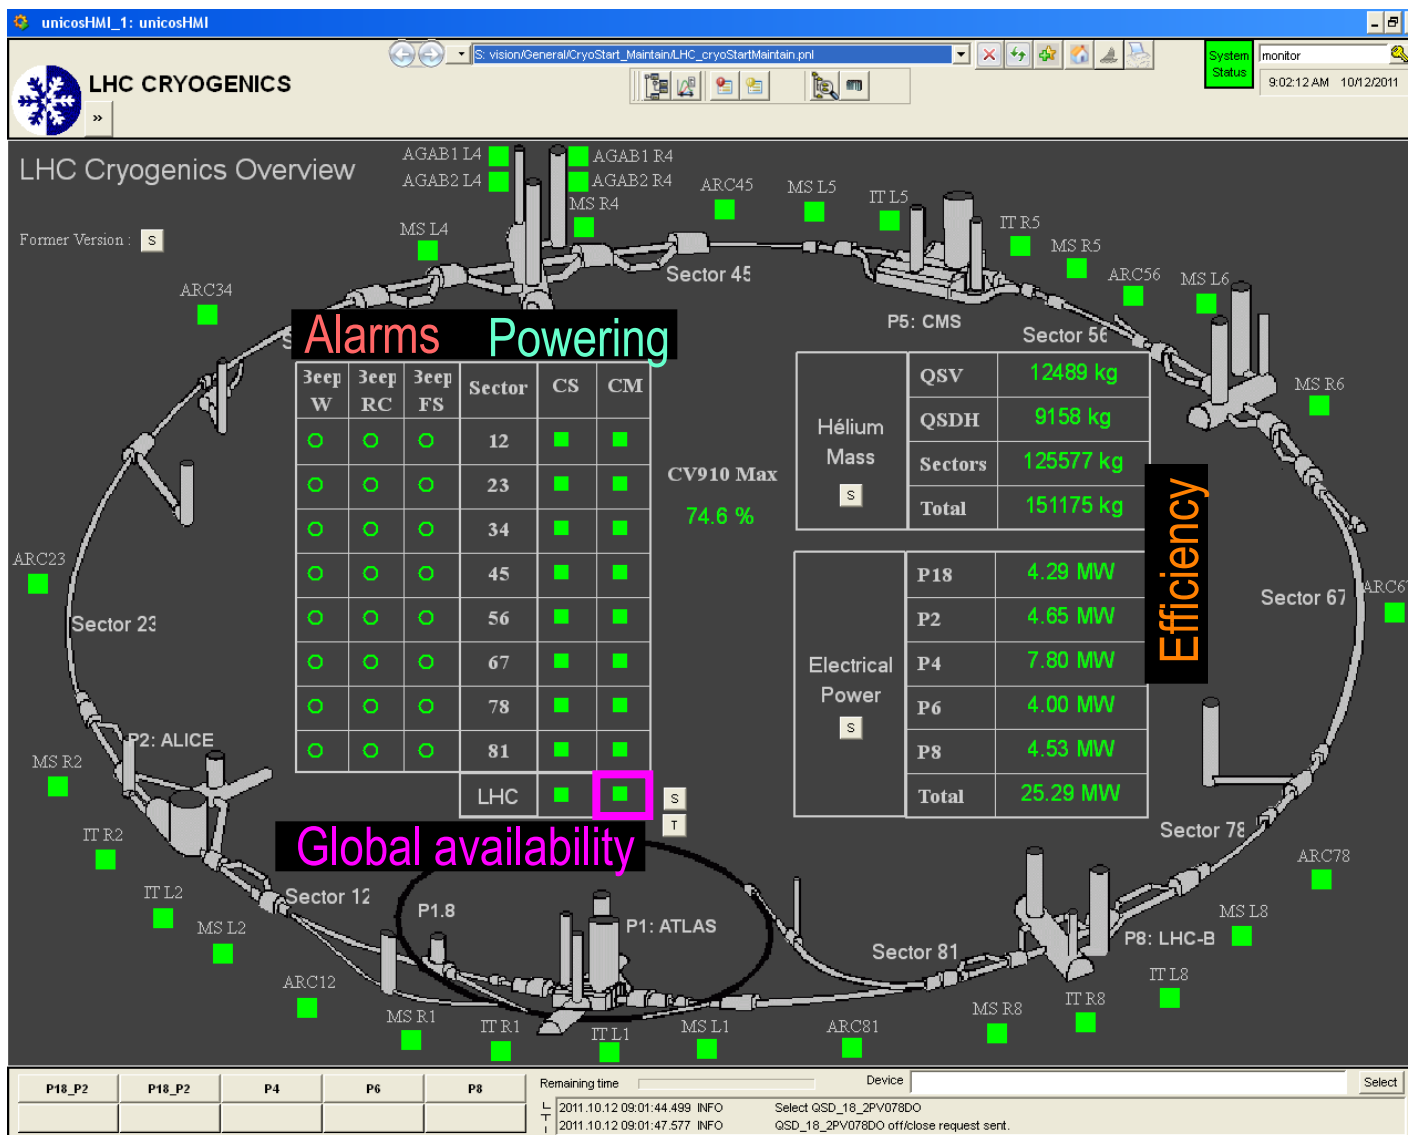 unicosHMI_1: unicosHMI
S: vision/General/CryoStart_Maintain/LHC_cryoStartMaintain.pnl
System
Status
monitor
9:02:12 AM 10/12/2011
LHC CRYOGENICS
»
LHC Cryogenics Overview
Former Version : S
AGAB1 L4
AGAB1 R4
AGAB2 L4
AGAB2 R4
MS R4
MS L4
ARC45
MS L5
IT L5
IT R5
MS R5
ARC56
MS L6
MS R6
ARC34
Sector 45
P5: CMS
Sector 56
Alarms Powering
Beep W
Beep RC
Beep FS
Sector
CS
CM
12
23
34
45
56
67
78
81
LHC
S
T
CV910 Max
74.6 %
Hélium
Mass
S
QSV 12489 kg
QSDH 9158 kg
Sectors 125577 kg
Total 151175 kg
Efficiency
Electrical
Power
S
P18 4.29 MW
P2 4.65 MW
P4 7.80 MW
P6 4.00 MW
P8 4.53 MW
Total 25.29 MW
ARC23
Sector 23
Sector 67
ARC67
P2: ALICE
MS R2
IT R2
IT L2
MS L2
ARC12
Sector 12
Global availability
P1.8
P1: ATLAS
Sector 78
ARC78
MS L8
P8: LHC-B
IT L8
Sector 81
MS R1
IT R1
IT L1
MS L1
ARC81
MS R8
IT R8
P18_P2 P18_P2 P4 P6 P8
Remaining time
Device
Select
2011.10.12 09:01:44.499 INFO Select QSD_18_2PV078DO
2011.10.12 09:01:47.577 INFO QSD_18_2PV078DO off/close request sent.